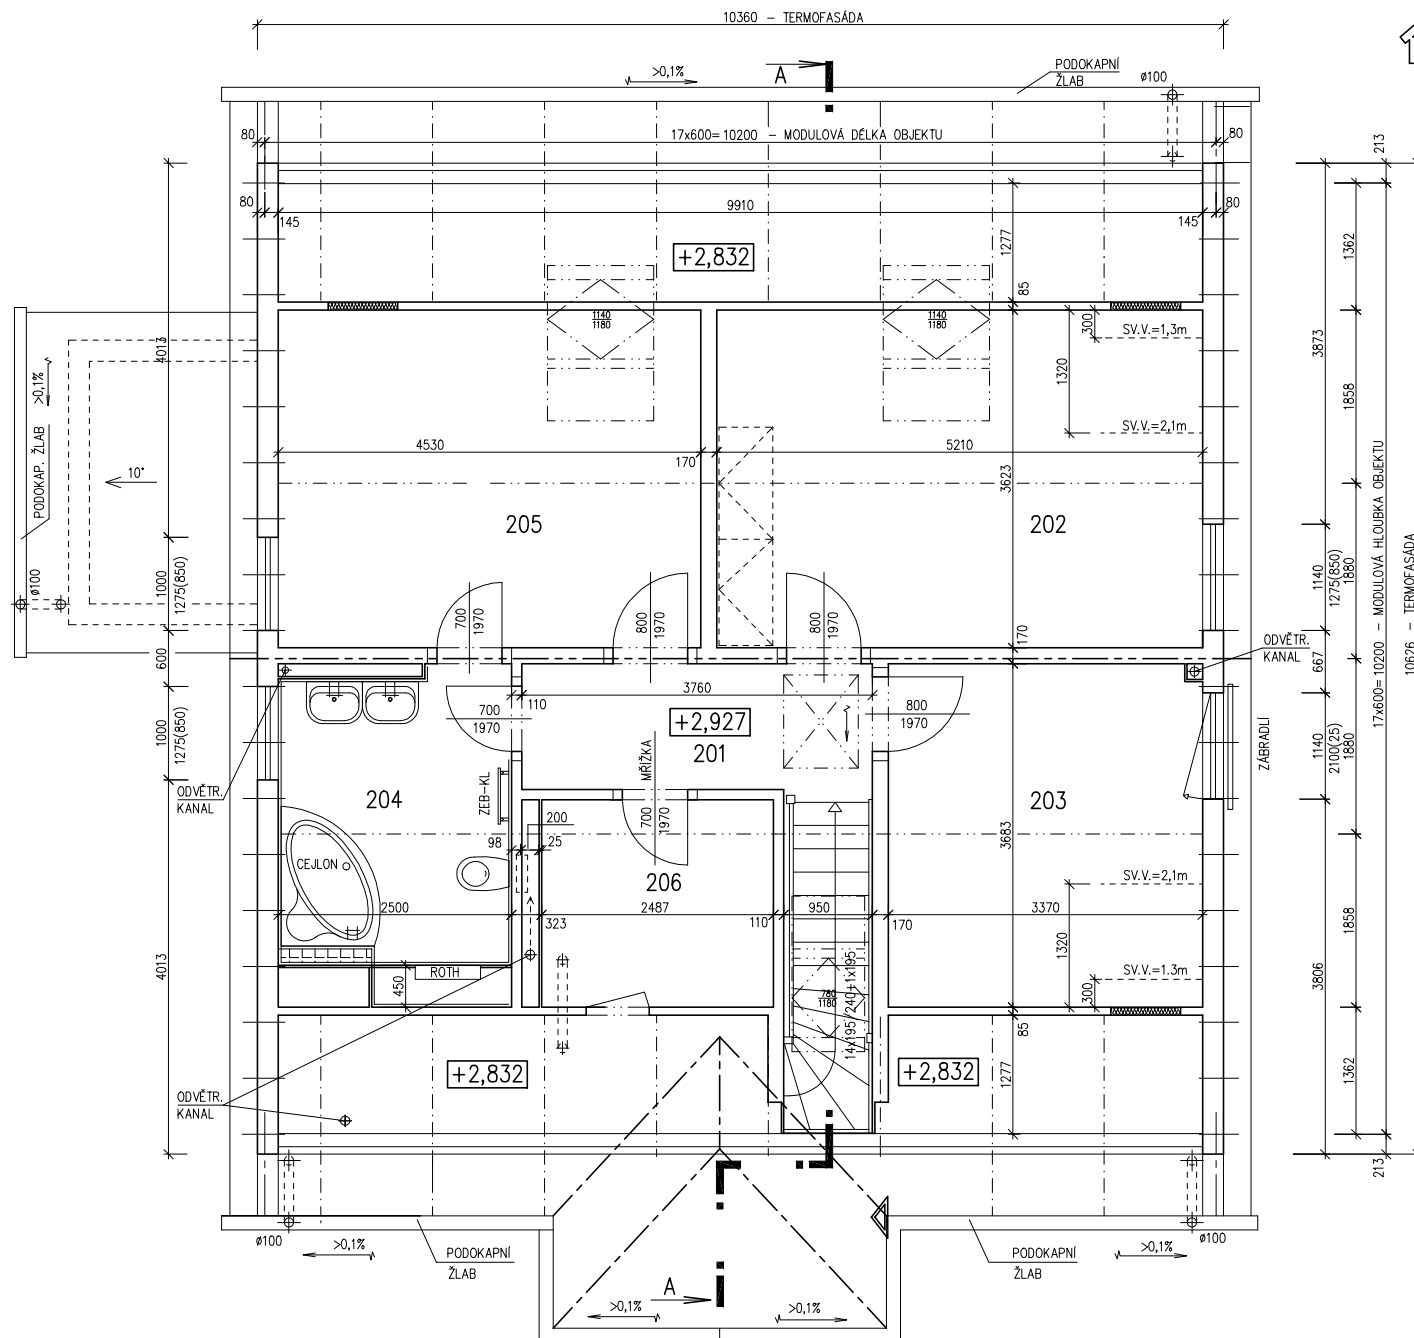 10360 - TERMOFASÁDA
>0,1%
A
PODOKAPNÍ
ŽLAB
ø100
80
17x600= 10200 - MODULOVÁ DÉLKA OBJEKTU
80
213
80
145
9910
145
80
1277
1362
+2,832
85
1140
1180
1140
1180
300
SV.V.=1,3m
4013
3873
>0,1%
1320
1858
SV.V.=2,1m
PODOKAP. ŽLAB
4530
170
5210
10°
3623
17x600= 10200 - MODULOVÁ HLOUBKA OBJEKTU
205
202
10626 - TERMOFASÁDA
ø100
1000
1275(850)
1140
1275(850)
1880
700
1970
800
1970
800
1970
170
ODVĚTR.
KANAL
600
667
3760
110
700
1970
+2,927
800
1970
201
1000
1275(850)
MŘÍŽKA
1140
2100(25)
1880
ZÁBRADLÍ
ZEB-KL
ODVĚTR.
KANAL
204
203
200
700
1970
98
25
3683
CEJLON
206
SV.V.=2,1m
2500
323
2487
110
950
170
3370
1858
1320
4013
3806
ROTH
450
780
1180
14x195/240+1x195
SV.V.=1.3m
300
85
+2,832
+2,832
1277
1362
ODVĚTR.
KANAL
213
ø100
>0,1%
PODOKAPNÍ
ŽLAB
PODOKAPNÍ
ŽLAB
>0,1%
ø100
A
>0,1%
>0,1%